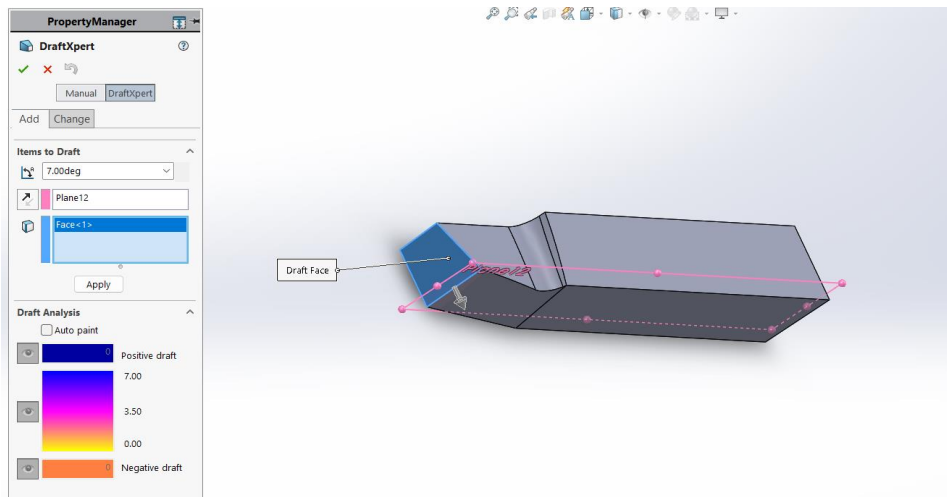 PropertyManager
DraftXpert
Manual DraftXpert
Add Change
Items to Draft
7.00deg
Plane12
Face<1>
Apply
Draft Analysis
Auto paint
0 Positive draft
7.00
3.50
0.00
0 Negative draft
Draft Face
Plane12